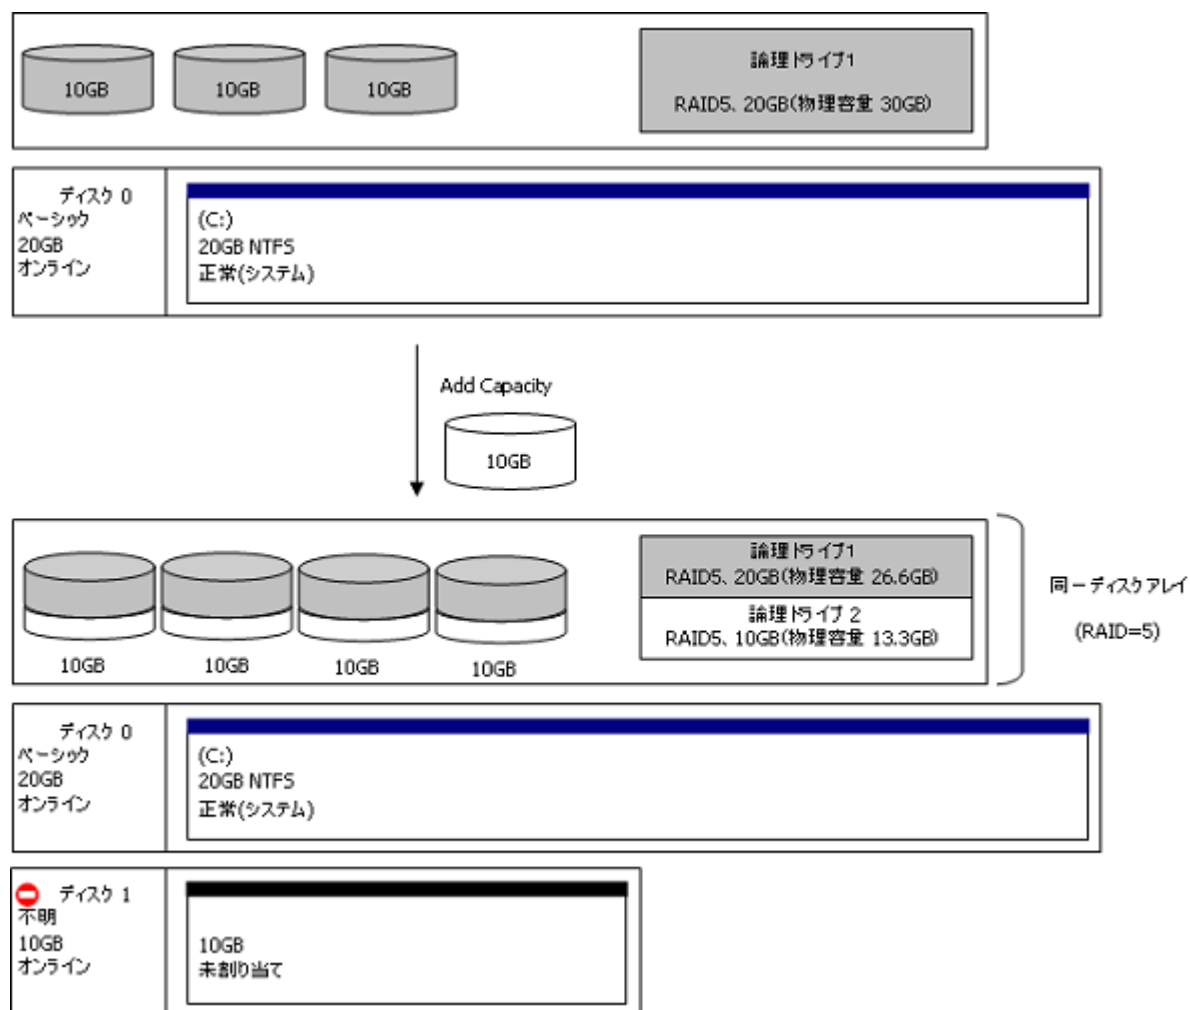 10GB
10GB
10GB
論理ドライブ1
RAID5、20GB(物理容量 30GB)
ディスク 0
ベーシック
20GB
オンライン
(C:)
20GB NTFS
正常(システム)
Add Capacity
10GB
論理ドライブ1
RAID5、20GB(物理容量 26.6GB)
論理ドライブ 2
RAID5、10GB(物理容量 13.3GB)
同一ディスクアレイ
(RAID=5)
10GB
10GB
10GB
10GB
ディスク 0
ベーシック
20GB
オンライン
(C:)
20GB NTFS
正常(システム)
ディスク 1
不明
10GB
オンライン
10GB
未割り当て